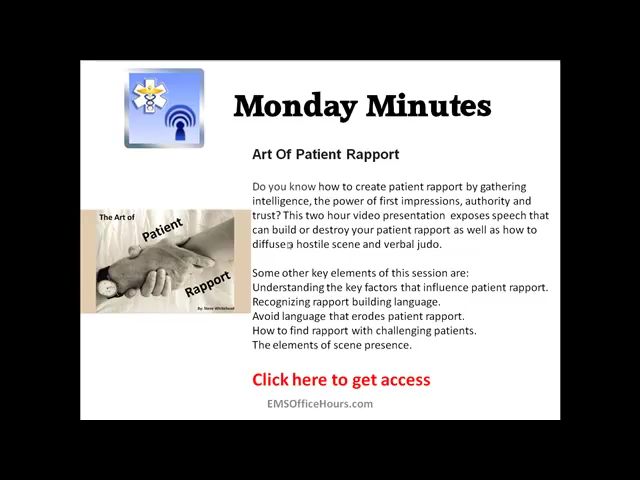 Monday Minutes
Art Of Patient Rapport
Do you know how to create patient rapport by gathering
intelligence, the power of first impressions, authority and
trust? This two hour video presentation exposes speech that
can build or destroy your patient rapport as well as how to
diffuse a hostile scene and verbal judo.
The Art of
Patient
Rapport
By: Steve Whitehead
Some other key elements of this session are:
Understanding the key factors that influence patient rapport.
Recognizing rapport building language.
Avoid language that erodes patient rapport.
How to find rapport with challenging patients.
The elements of scene presence.
Click here to get access
EMSOfficeHours.com